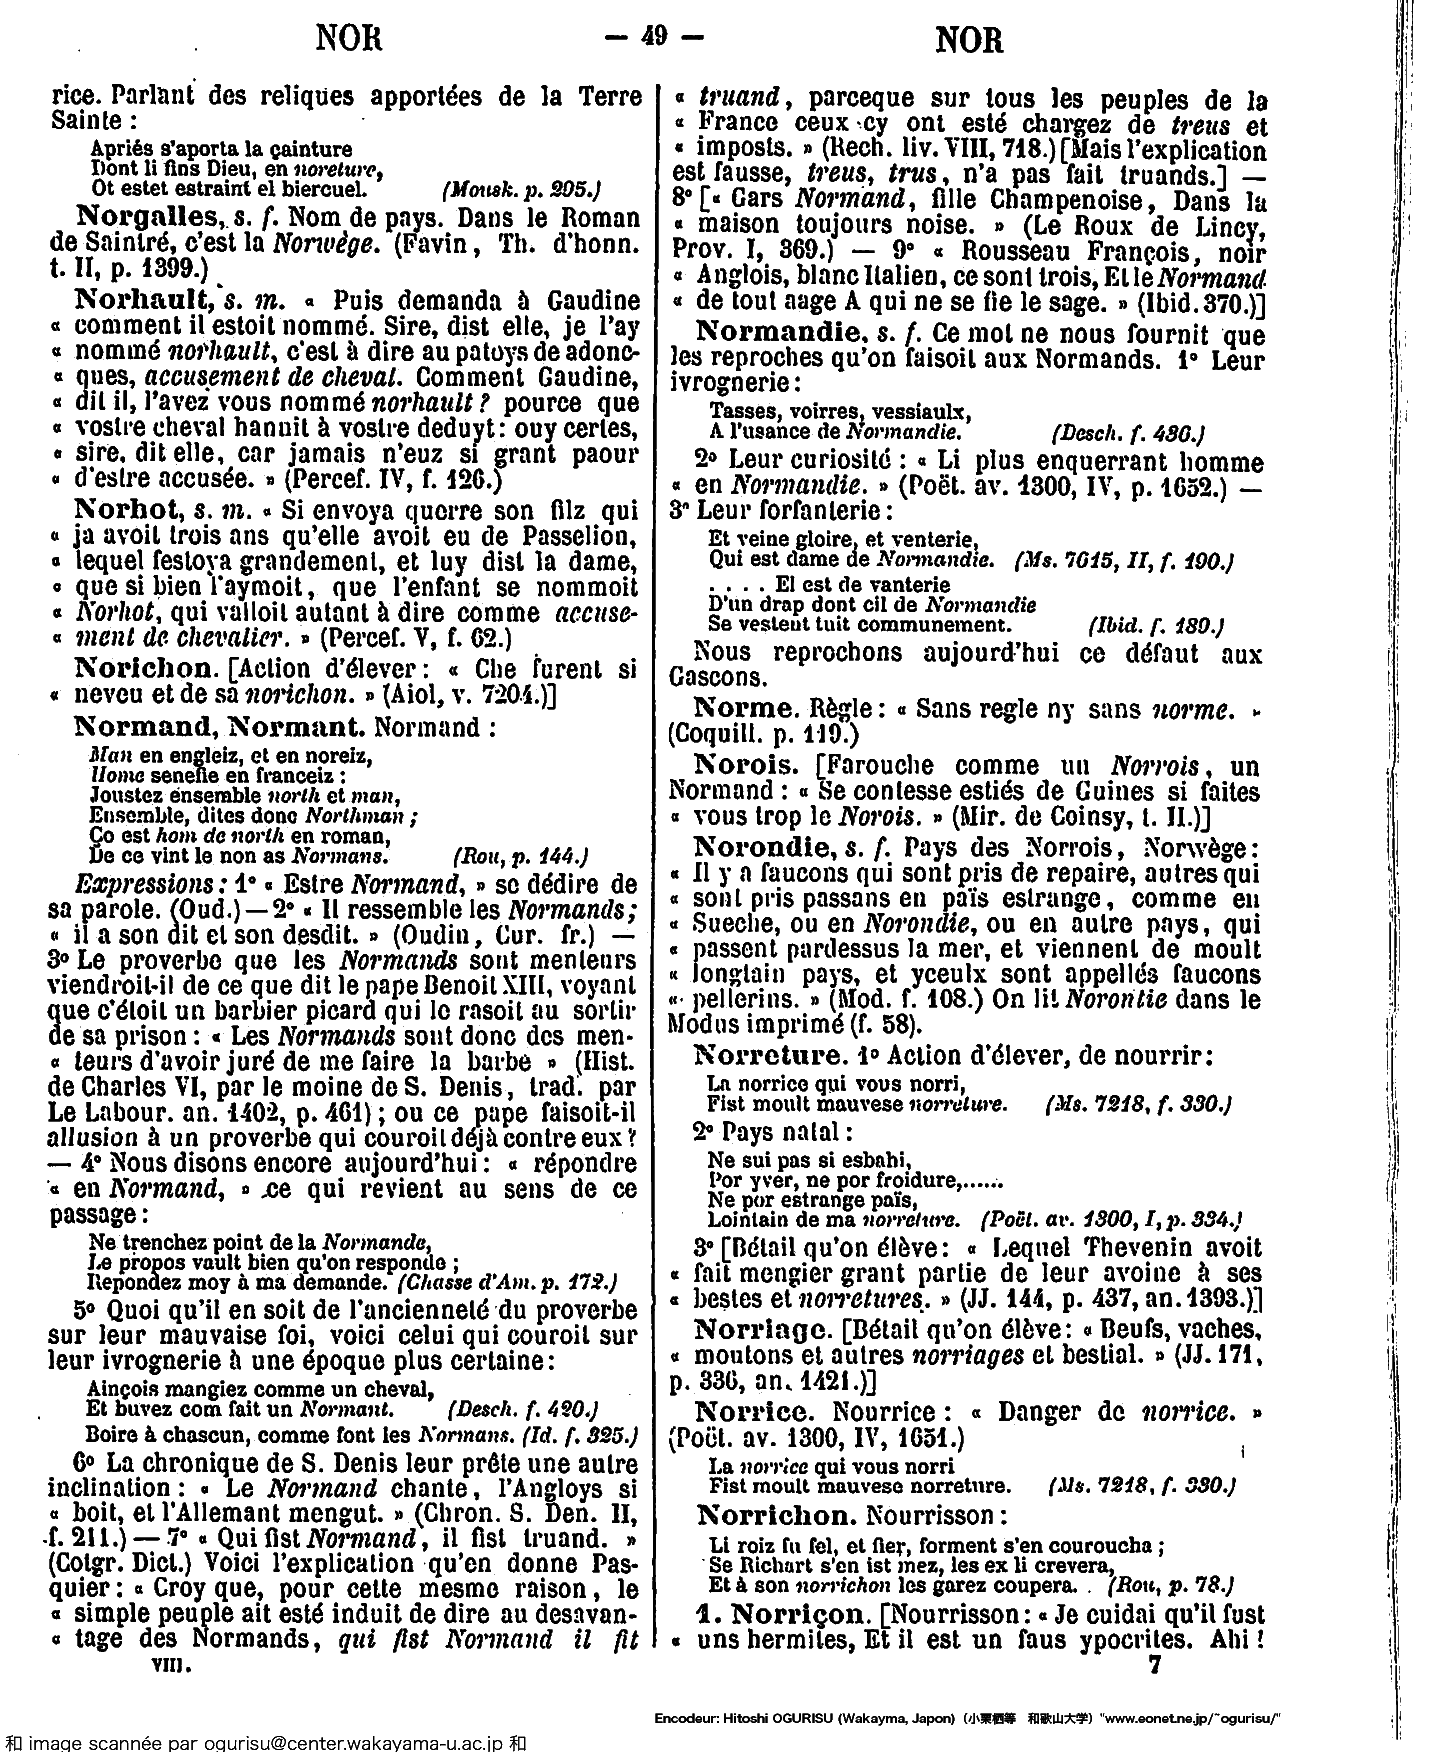 NOR
— 49 —
NOR
rice. Parlant des reliques apportées de la Terre
Sainte :
Apriés s'aporta la çainture
Dont li fins Dieu, en noreture,
Ot estet estraint el biercuel. (Mousk. p. 295.)
Norgalles, s. f. Nom de pays. Dans le Roman
de Saintré, c'est la Norwège. (Favin, Th. d'honn.
t. II, p. 1399.)
Norhault, s. m. « Puis demanda à Gaudine
« comment il estoit nommé. Sire, dist elle, je l'ay
« nommé norhault, c'est à dire au patoys de adonc-
« ques, accusement de cheval. Comment Gaudine,
« dit il, l'avez vous nommé norhault ? pource que
« vostre cheval hannit à vostre deduyt : ouy certes,
« sire, dit elle, car jamais n'euz si grant paour
« d'estre accusée. » (Percef. IV, f. 126.)
Norhot, s. m. « Si envoya querre son filz qui
« ja avoit trois ans qu'elle avoit eu de Passelion,
« lequel festoya grandement, et luy dist la dame,
« que si bien l'aymoit, que l'enfant se nommoit
« Norhot, qui valloit autant à dire comme accuse-
« ment de chevalier. » (Percef. V, f. 62.)
Norichon. [Action d'élever : « Che furent si
« neveu et de sa norichon. » (Aiol, v. 7204.)]
Normand, Normant. Normand :
Man en engleiz, et en noreiz,
Home senefie en franceiz :
Joustez ensemble north et man,
Ensemble, dites donc Northman ;
Ço est hom de north en roman,
De ce vint le non as Normans. (Rou, p. 144.)
Expressions : 1° « Estre Normand, » se dédire de
sa parole. (Oud.) — 2° « Il ressemble les Normands ;
« il a son dit et son desdit. » (Oudin, Cur. fr.) —
3° Le proverbe que les Normands sont menteurs
viendroit-il de ce que dit le pape Benoit XIII, voyant
que c'étoit un barbier picard qui le rasoit au sortir
de sa prison : « Les Normands sont donc des men-
« teurs d'avoir juré de me faire la barbe » (Hist.
de Charles VI, par le moine de S. Denis, trad. par
Le Labour. an. 1402, p. 461) ; ou ce pape faisoit-il
allusion à un proverbe qui couroit déjà contre eux ?
— 4° Nous disons encore aujourd'hui : « répondre
« en Normand, » ce qui revient au sens de ce
passage :
Ne trenchez point de la Normande,
Le propos vault bien qu'on responde ;
Repondez moy à ma demande. (Chasse d'Am. p. 172.)
5° Quoi qu'il en soit de l'ancienneté du proverbe
sur leur mauvaise foi, voici celui qui couroit sur
leur ivrognerie à une époque plus certaine :
Ainçois mangiez comme un cheval,
Et buvez com fait un Normant. (Desch. f. 420.)
Boire à chascun, comme font les Normans. (Id. f. 325.)
6° La chronique de S. Denis leur prête une autre
inclination : « Le Normand chante, l'Angloys si
« boit, et l'Allemant mengut. » (Chron. S. Den. II,
f. 211.) — 7° « Qui fist Normand, il fist truand. »
(Cotgr. Dict.) Voici l'explication qu'en donne Pas-
quier : « Croy que, pour cette mesme raison, le
« simple peuple ait esté induit de dire au desavan-
« tage des Normands, qui fist Normand il fit
VIII.
« truand, parceque sur tous les peuples de la
« France ceux cy ont esté chargez de treus et
« imposts. » (Rech. liv. VIII, 718.) [Mais l'explication
est fausse, treus, trus, n'a pas fait truands.] —
8° [« Gars Normand, fille Champenoise, Dans la
« maison toujours noise. » (Le Roux de Lincy,
Prov. I, 369.) — 9° « Rousseau François, noir
« Anglois, blanc Italien, ce sont trois, Et le Normand
« de tout aage A qui ne se fie le sage. » (Ibid. 370.)]
Normandie, s. f. Ce mot ne nous fournit que
les reproches qu'on faisoit aux Normands. 1° Leur
ivrognerie :
Tasses, voirres, vessiaulx,
A l'usance de Normandie. (Desch. f. 430.)
2° Leur curiosité : « Li plus enquerrant homme
« en Normandie. » (Poët. av. 1300, IV, p. 1652.) —
3° Leur forfanterie :
Et veine gloire, et venterie,
Qui est dame de Normandie. (Ms. 7615, II, f. 190.)
. . . . El est de vanterie
D'un drap dont cil de Normandie
Se vestent tuit communement. (Ibid. f. 189.)
Nous reprochons aujourd'hui ce défaut aux
Gascons.
Norme. Règle : « Sans regle ny sans norme. »
(Coquill. p. 119.)
Norois. [Farouche comme un Norrois, un
Normand : « Se contesse estiés de Guines si faites
« vous trop le Norois. » (Mir. de Coinsy, t. II.)]
Norondie, s. f. Pays des Norrois, Norwège :
« Il y a faucons qui sont pris de repaire, autres qui
« sont pris passans en païs estrange, comme en
« Sueche, ou en Norondie, ou en autre pays, qui
« passent pardessus la mer, et viennent de moult
« longtain pays, et yceulx sont appellés faucons
« pellerins. » (Mod. f. 108.) On lit Norontie dans le
Modus imprimé (f. 58).
Norreture. 1° Action d'élever, de nourrir :
La norrice qui vous norri,
Fist moult mauvese norreture. (Ms. 7218, f. 330.)
2° Pays natal :
Ne sui pas si esbahi,
Por yver, ne por froidure,......
Ne por estrange païs,
Lointain de ma norreture. (Poët. av. 1300, I, p. 334.)
3° [Bétail qu'on élève : « Lequel Thevenin avoit
« fait mengier grant partie de leur avoine à ses
« bestes et norretures. » (JJ. 144, p. 437, an. 1393.)]
Norriage. [Bétail qu'on élève : « Beufs, vaches,
« moutons et autres norriages et bestial. » (JJ. 171,
p. 336, an. 1421.)]
Norrice. Nourrice : « Danger de norrice. »
(Poët. av. 1300, IV, 1651.)
La norrice qui vous norri
Fist moult mauvese norreture. (Ms. 7218, f. 330.)
Norrichon. Nourrisson :
Li roiz fu fel, et fier, forment s'en couroucha ;
Se Richart s'en ist mez, les ex li crevera,
Et à son norrichon les garez coupera. (Rou, p. 78.)
1. Norriçon. [Nourrisson : « Je cuidai qu'il fust
« uns hermites, Et il est un faus ypocrites. Ahi !
7
Encodeur: Hitoshi OGURISU (Wakayma, Japon)（小栗栖等　和歌山大学）"www.eonet.ne.jp/~ogurisu/"
和 image scannée par ogurisu@center.wakayama-u.ac.jp 和